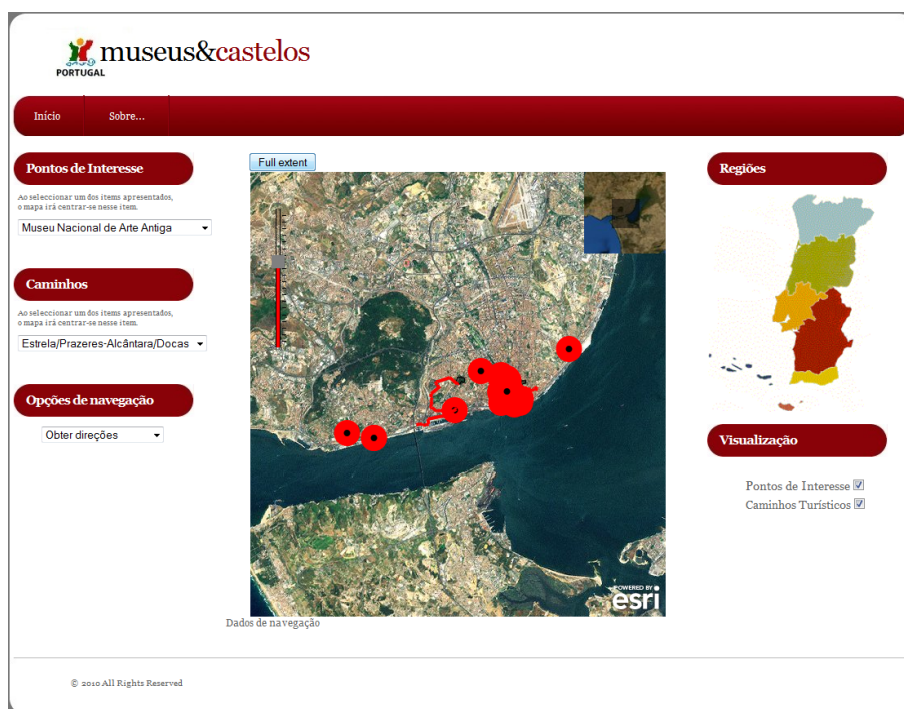 museus&castelos
PORTUGAL
Início
Sobre...
Pontos de Interesse
Ao seleccionar um dos items apresentados,
o mapa irá centrar-se nesse item.
Museu Nacional de Arte Antiga
Caminhos
Ao seleccionar um dos items apresentados,
o mapa irá centrar-se nesse item.
Estrela/Prazeres-Alcântara/Docas
Opções de navegação
Obter direções
Full extent
POWERED BY
esri
Dados de navegação
Regiões
Visualização
Pontos de Interesse
Caminhos Turísticos
© 2010 All Rights Reserved